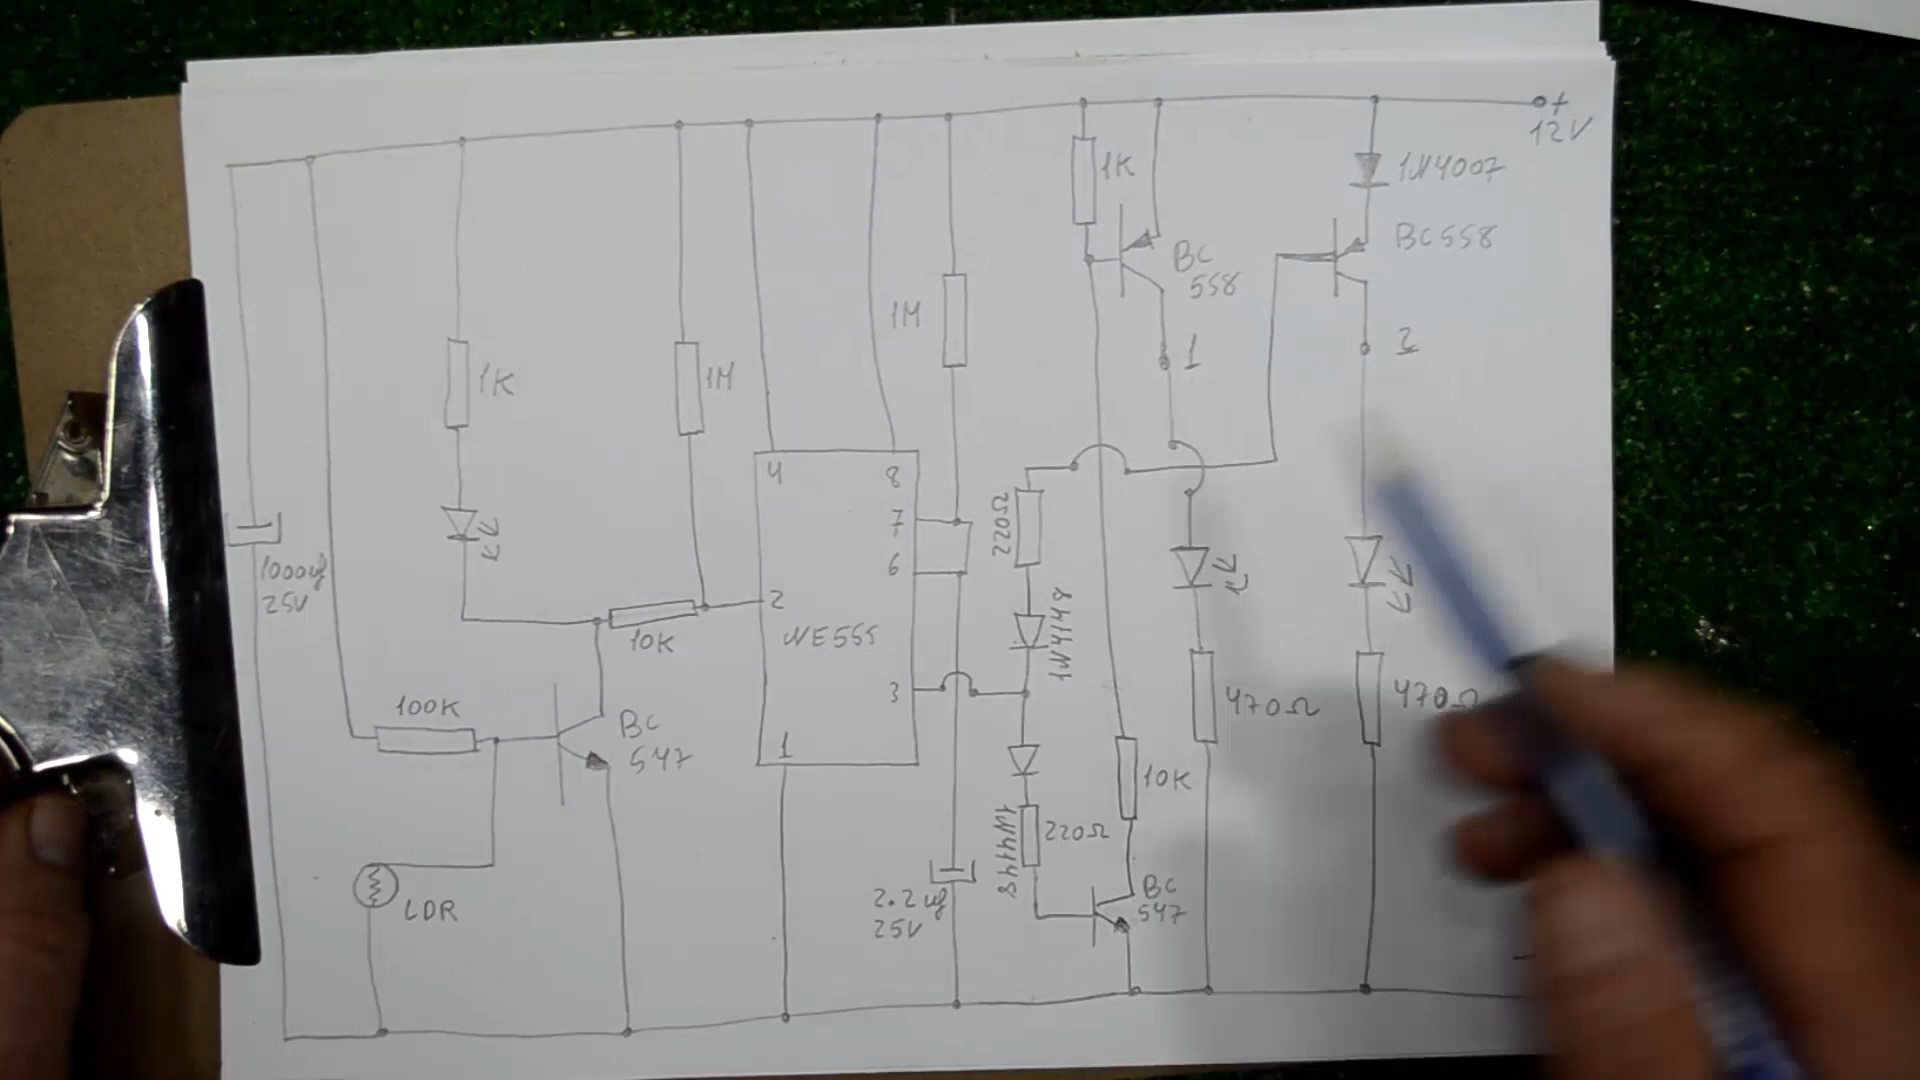 +
12V
1K
1N4007
BC
558
BC558
1M
1
2
1K
1M
4
8
7
6
220Ω
1N4148
1000uf
25V
2
10K
NE555
3
100K
BC
547
1
470Ω
470Ω
10K
1N4148
220Ω
LDR
2.2uf
25V
BC
547